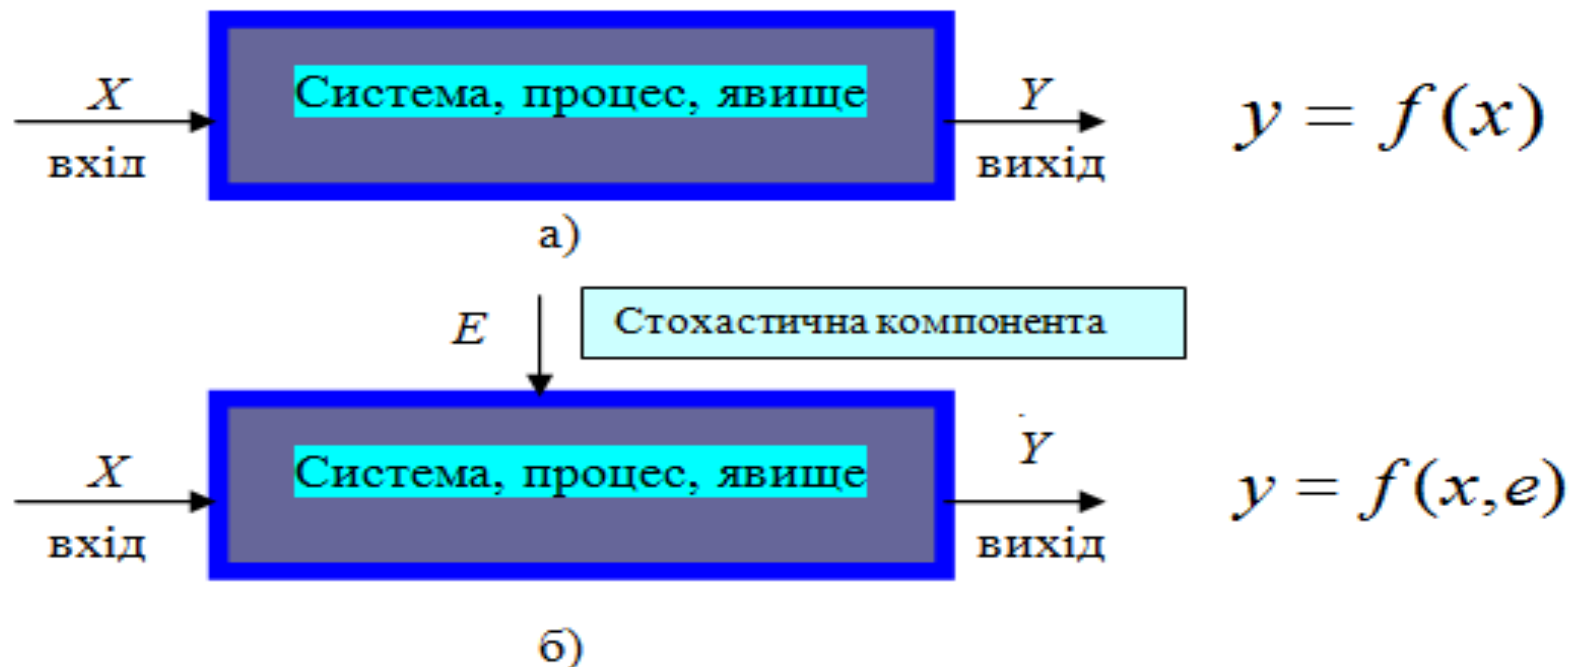 X
вхід
Система, процес, явище
Y
вихід
y = f(x)
а)
E
Стохастична компонента
X
вхід
Система, процес, явище
Y
вихід
y = f(x,e)
б)